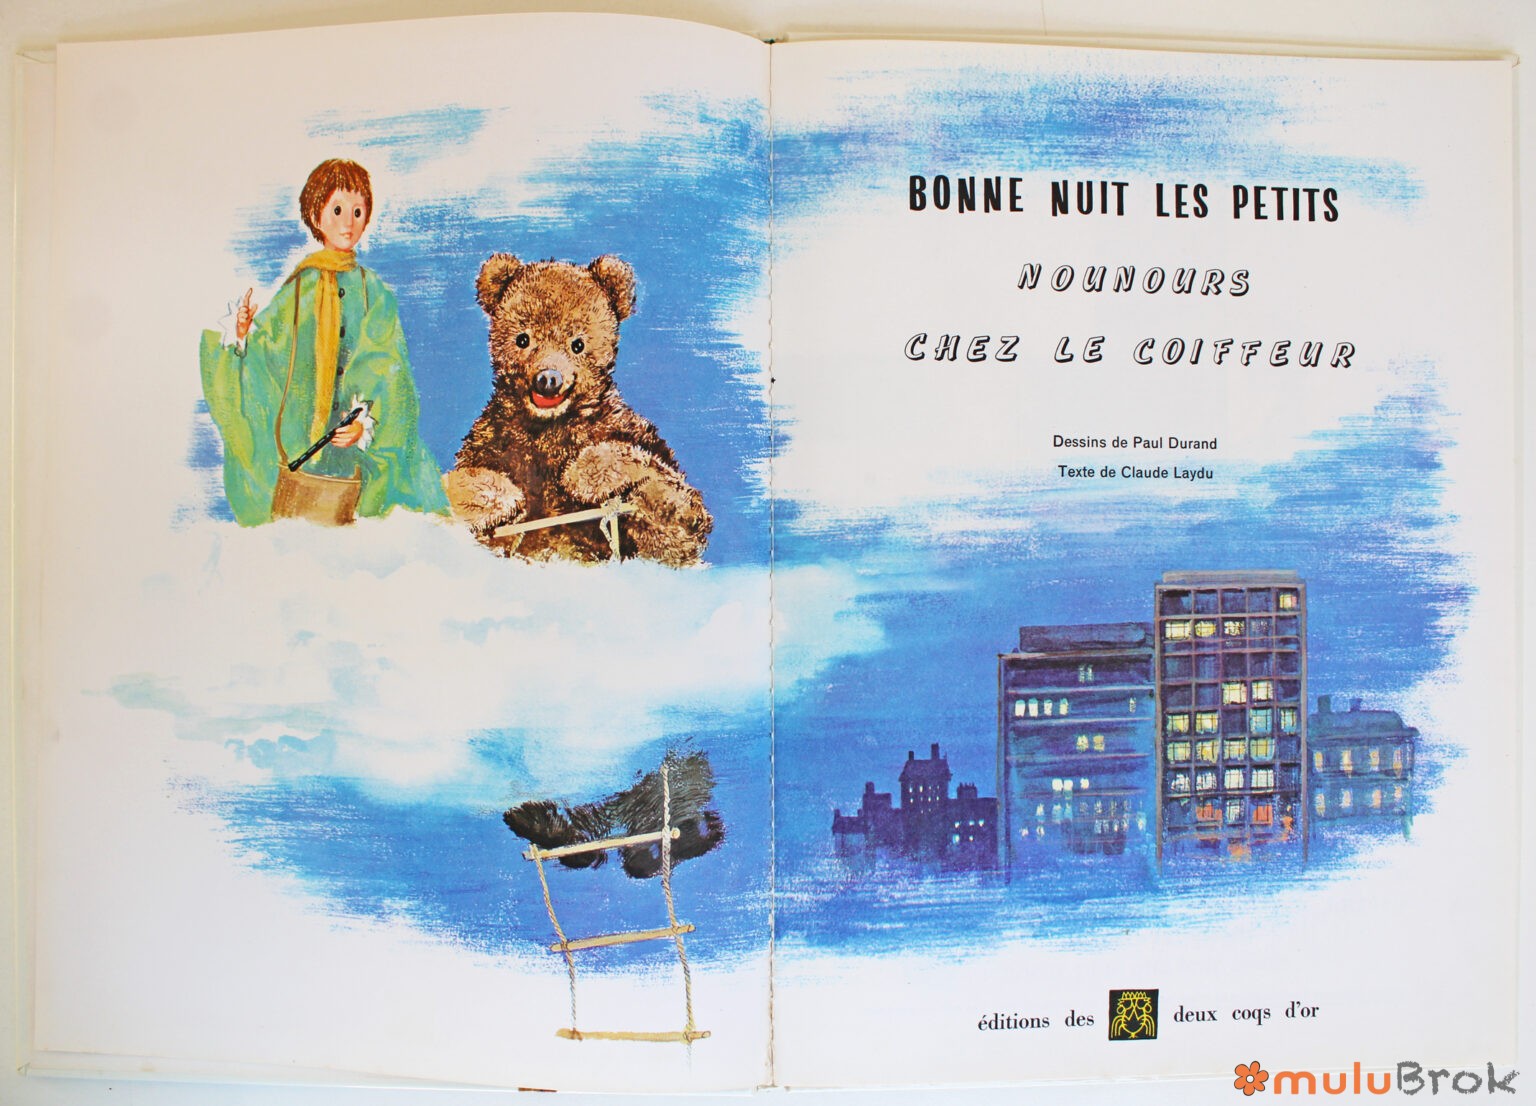 BONNE NUIT LES PETITS
NOUNOURS
CHEZ LE COIFFEUR
Dessins de Paul Durand
Texte de Claude Laydu
éditions des deux coqs d'or
muluBrok